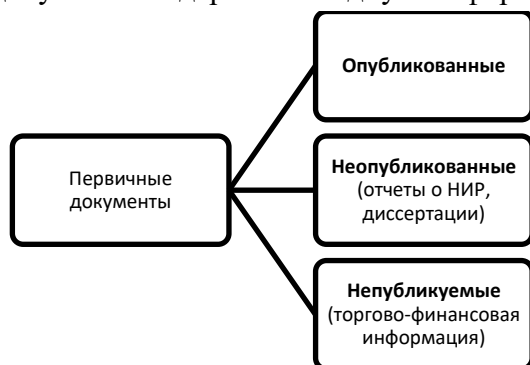 Опубликованные
Первичные
документы
Неопубликованные
(отчеты о НИР,
диссертации)
Непубликуемые
(торгово-финансовая
информация)